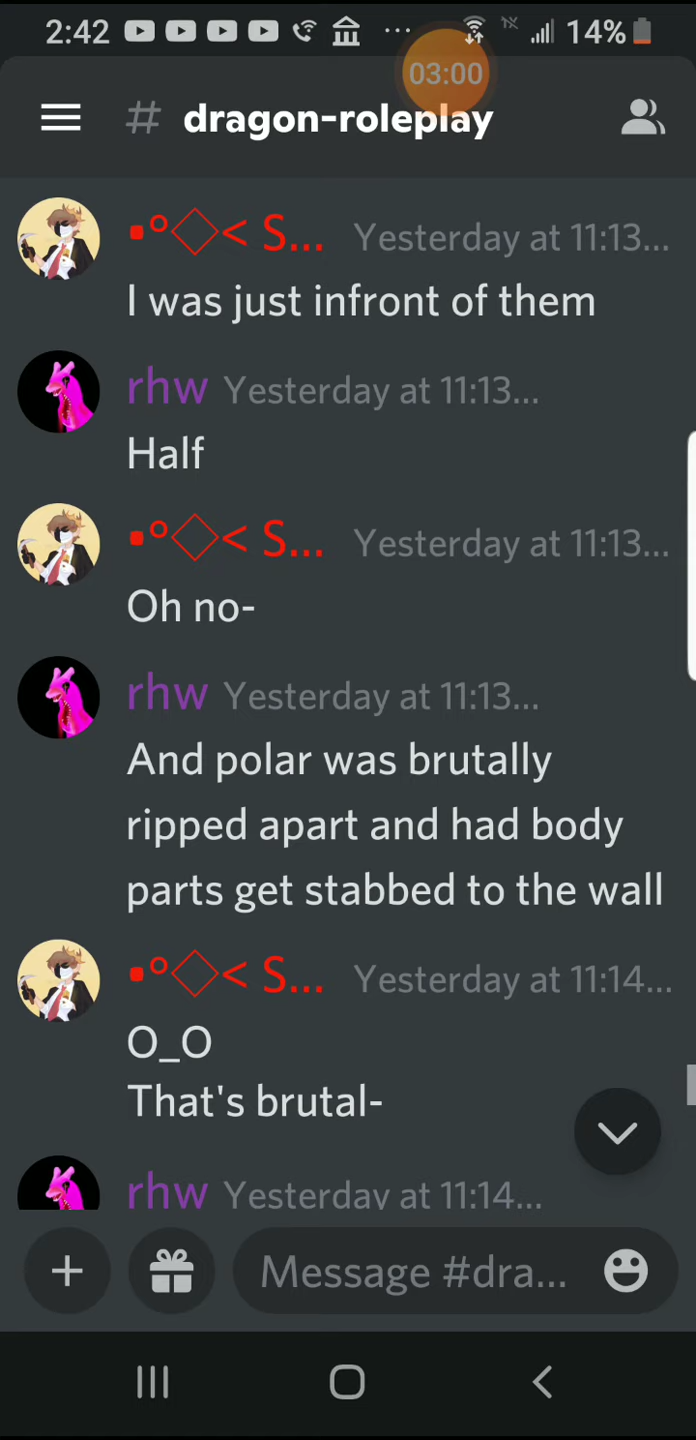 2:42 14%
03:00
# dragon-roleplay
▪°◇< S... Yesterday at 11:13...
I was just infront of them
rhw Yesterday at 11:13...
Half
▪°◇< S... Yesterday at 11:13...
Oh no-
rhw Yesterday at 11:13...
And polar was brutally
ripped apart and had body
parts get stabbed to the wall
▪°◇< S... Yesterday at 11:14...
O_O
That's brutal-
rhw Yesterday at 11:14...
Message #dra...